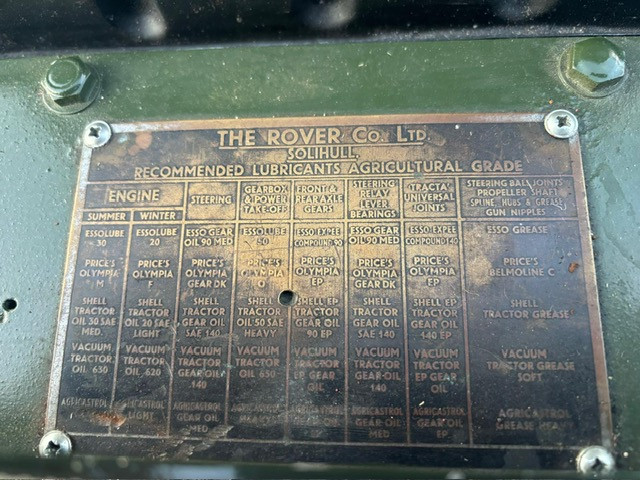 THE ROVER CO. LTD.
SOLIHULL.
RECOMMENDED LUBRICANTS AGRICULTURAL GRADE
ENGINE
SUMMER WINTER
STEERING
GEARBOX & POWER TAKE-OFF
FRONT & REAR AXLE GEARS
STEERING RELAY LEVER BEARINGS
TRACTA UNIVERSAL JOINTS
STEERING BALL JOINTS PROPELLER SHAFT SPLINE, HUBS & GREASE GUN NIPPLES
ESSOLUBE 30
ESSOLUBE 20
ESSO GEAR OIL 90 MED
ESSOLUBE 50
ESSO EXPEE COMPOUND 90
ESSO GEAR OIL 90 MED
ESSO EXPEE COMPOUND 140
ESSO GREASE
PRICE'S OLYMPIA M
PRICE'S OLYMPIA F
PRICE'S OLYMPIA GEAR DK
PRICE'S OLYMPIA O
PRICE'S OLYMPIA EP
PRICE'S OLYMPIA GEAR DK
PRICE'S OLYMPIA EP
PRICE'S BELMOLINE C
SHELL TRACTOR OIL 30 SAE MED.
SHELL TRACTOR OIL 20 SAE LIGHT
SHELL TRACTOR GEAR OIL SAE 140
SHELL TRACTOR OIL 50 SAE HEAVY
SHELL EP TRACTOR GEAR OIL 90 EP
SHELL TRACTOR GEAR OIL SAE 140
SHELL EP TRACTOR GEAR OIL 140 EP
SHELL TRACTOR GREASE
VACUUM TRACTOR OIL 630
VACUUM TRACTOR OIL 620
VACUUM TRACTOR GEAR OIL 140
VACUUM TRACTOR OIL 650
VACUUM TRACTOR EP GEAR OIL
VACUUM TRACTOR GEAR OIL 140
VACUUM TRACTOR EP GEAR OIL
VACUUM TRACTOR GREASE SOFT
AGRICASTROL
AGRICASTROL LIGHT
AGRICASTROL GEAR OIL MED
AGRICASTROL HEAVY
AGRICASTROL GEAR OIL EP
AGRICASTROL GEAR OIL MED
AGRICASTROL GEAR OIL EP
AGRICASTROL GREASE HEAVY